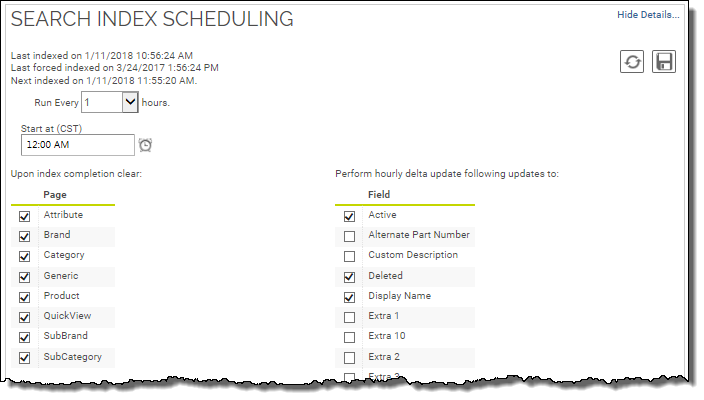 SEARCH INDEX SCHEDULING
Hide Details...
Last indexed on 1/11/2018 10:56:24 AM
Last forced indexed on 3/24/2017 1:56:24 PM
Next indexed on 1/11/2018 11:55:20 AM.
Run Every 1 hours.
Start at (CST)
12:00 AM
Upon index completion clear:
Page
Attribute
Brand
Category
Generic
Product
QuickView
SubBrand
SubCategory
Perform hourly delta update following updates to:
Field
Active
Alternate Part Number
Custom Description
Deleted
Display Name
Extra 1
Extra 10
Extra 2
Extra 3